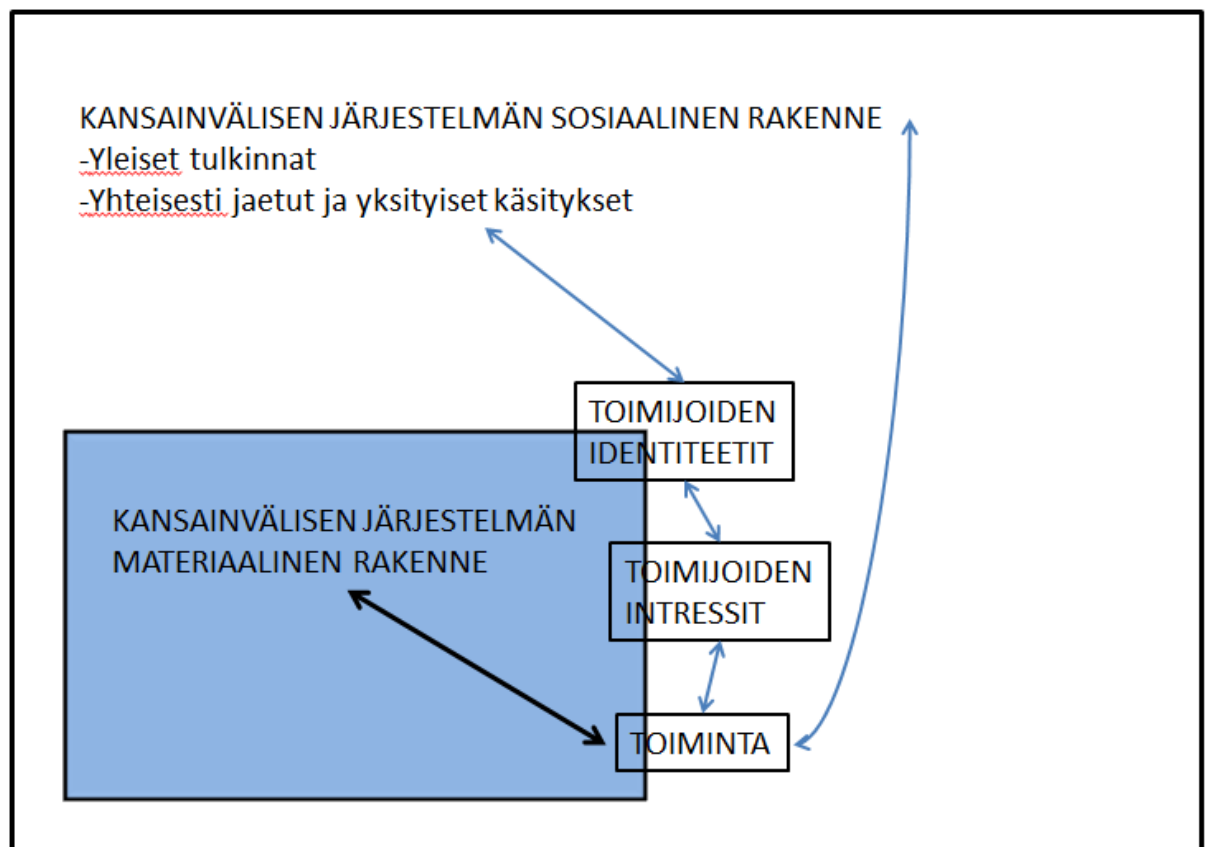 KANSAINVÄLISEN JÄRJESTELMÄN SOSIAALINEN RAKENNE
-Yleiset tulkinnat
-Yhteisesti jaetut ja yksityiset käsitykset
TOIMIJOIDEN
IDENTITEETIT
KANSAINVÄLISEN JÄRJESTELMÄN
MATERIAALINEN RAKENNE
TOIMIJOIDEN
INTRESSIT
TOIMINTA